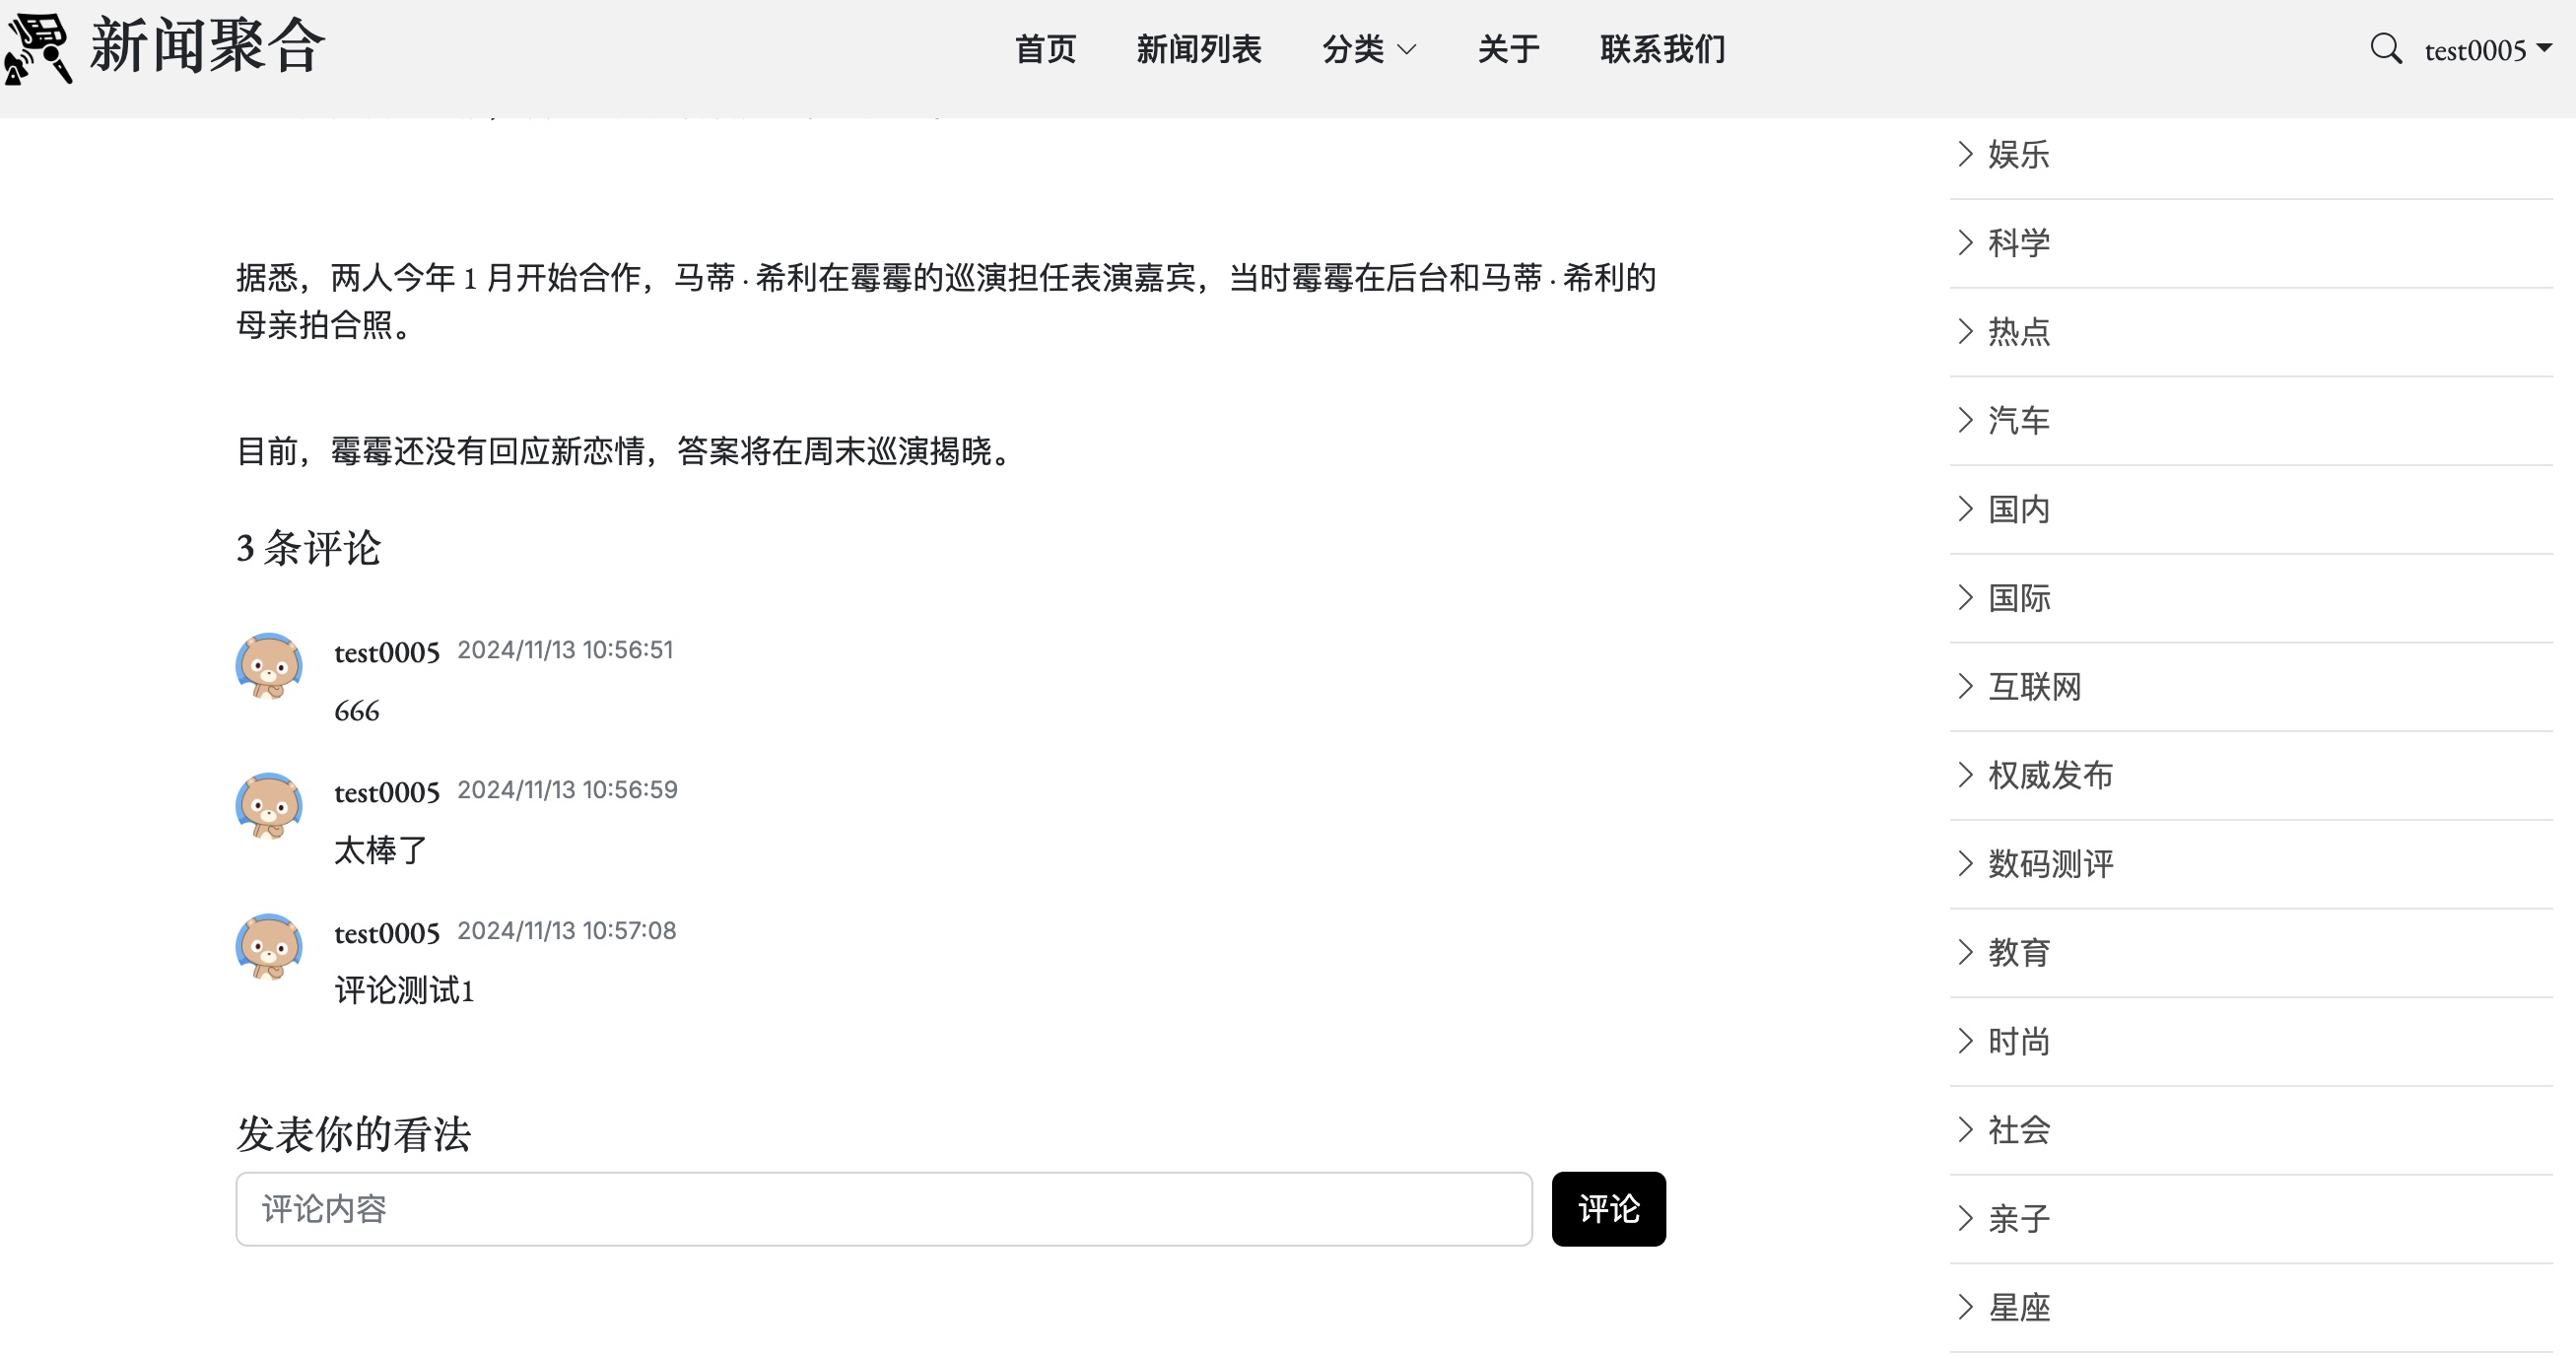 新闻聚合
首页 新闻列表 分类 关于 联系我们
test0005
据悉，两人今年 1 月开始合作，马蒂 · 希利在霉霉的巡演担任表演嘉宾，当时霉霉在后台和马蒂 · 希利的
母亲拍合照。
目前，霉霉还没有回应新恋情，答案将在周末巡演揭晓。
3 条评论
test0005 2024/11/13 10:56:51
666
test0005 2024/11/13 10:56:59
太棒了
test0005 2024/11/13 10:57:08
评论测试1
发表你的看法
评论内容
评论
娱乐
科学
热点
汽车
国内
国际
互联网
权威发布
数码测评
教育
时尚
社会
亲子
星座